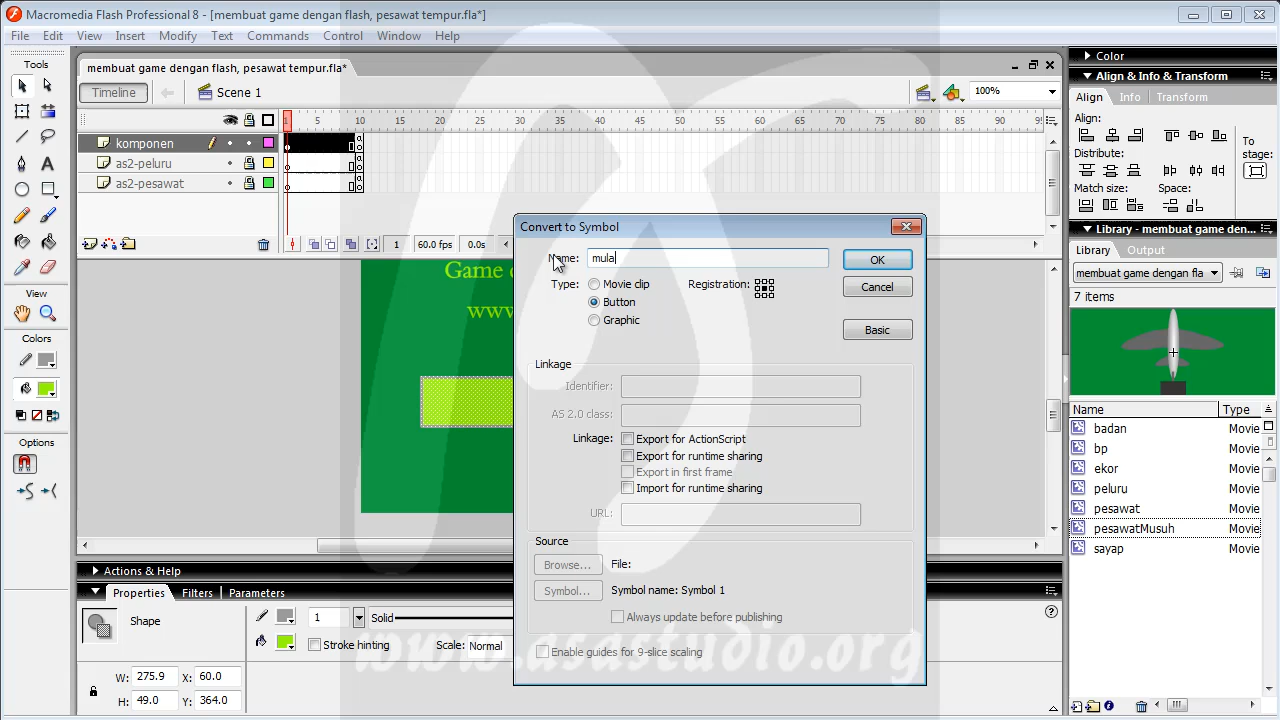 Macromedia Flash Professional 8 - [membuat game dengan flash, pesawat tempur.fla*]
File Edit View Insert Modify Text Commands Control Window Help
Tools
View
Colors
Options
membuat game dengan flash, pesawat tempur.fla*
Timeline
Scene 1
100%
1 5 10 15 20 25 30 35 40 45 50 55 60 65 70 75 80 85 90 95
komponen
as2-peluru
as2-pesawat
1 60.0 fps 0.0s
Game
www.
Convert to Symbol
Name: mula
OK
Type: Movie clip
Registration:
Cancel
Button
Graphic
Basic
Linkage
Identifier:
AS 2.0 class:
Linkage: Export for ActionScript
Export for runtime sharing
Export in first frame
Import for runtime sharing
URL:
Source
Browse... File:
Symbol... Symbol name: Symbol 1
Always update before publishing
Enable guides for 9-slice scaling
Actions & Help
Properties Filters Parameters
Shape
1 Solid
Stroke hinting
Scale: Normal
W: 275.9 X: 60.0
H: 49.0 Y: 364.0
www.asastudio.org
Color
Align & Info & Transform
Align Info Transform
Align:
Distribute:
Match size: Space:
To stage:
Library - membuat game den...
Library Output
membuat game dengan fla
7 items
Name Type
badan Movie
bp Movie
ekor Movie
peluru Movie
pesawat Movie
pesawatMusuh Movie
sayap Movie